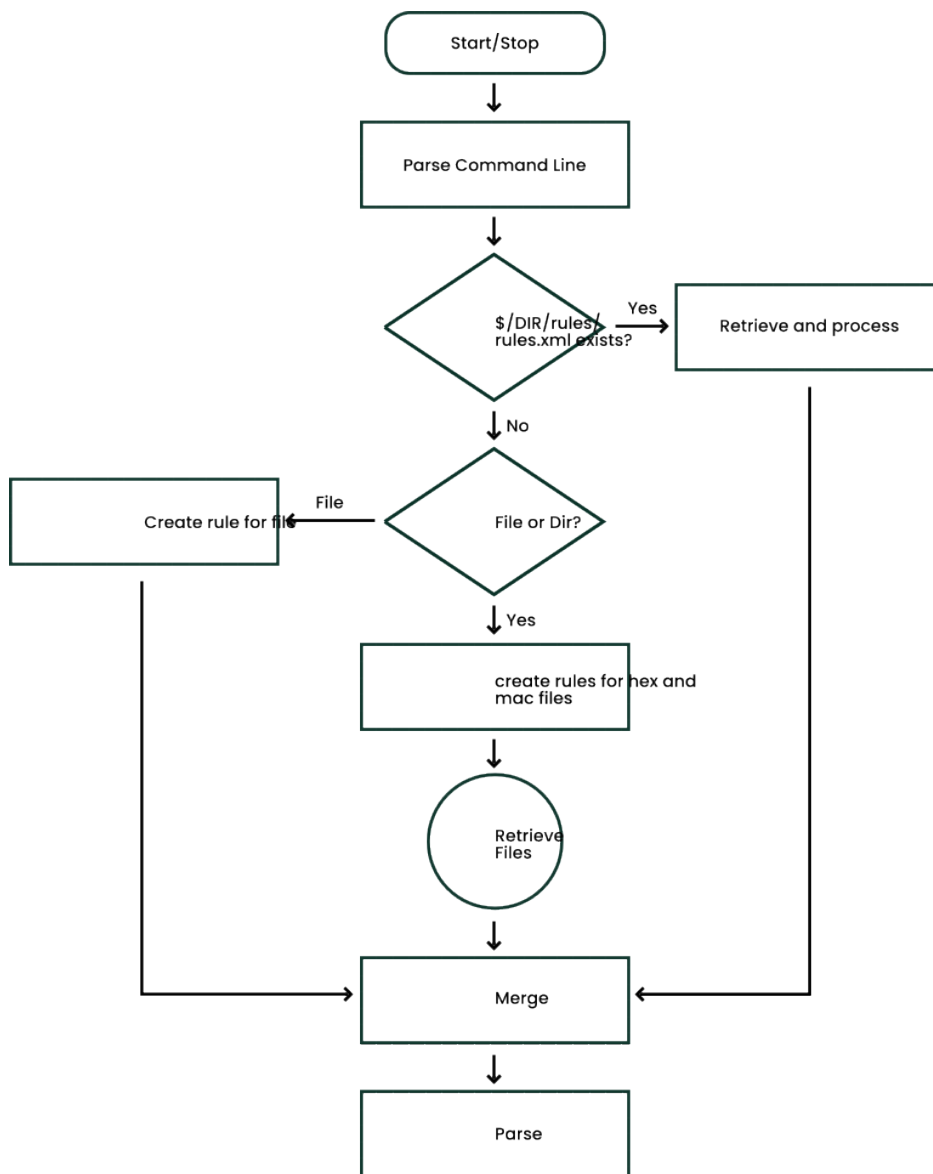 Start/Stop
Parse Command Line
$/DIR/rules/
rules.xml exists?
Yes
Retrieve and process
No
File
Create rule for file
File or Dir?
Yes
create rules for hex and
mac files
Retrieve
Files
Merge
Parse